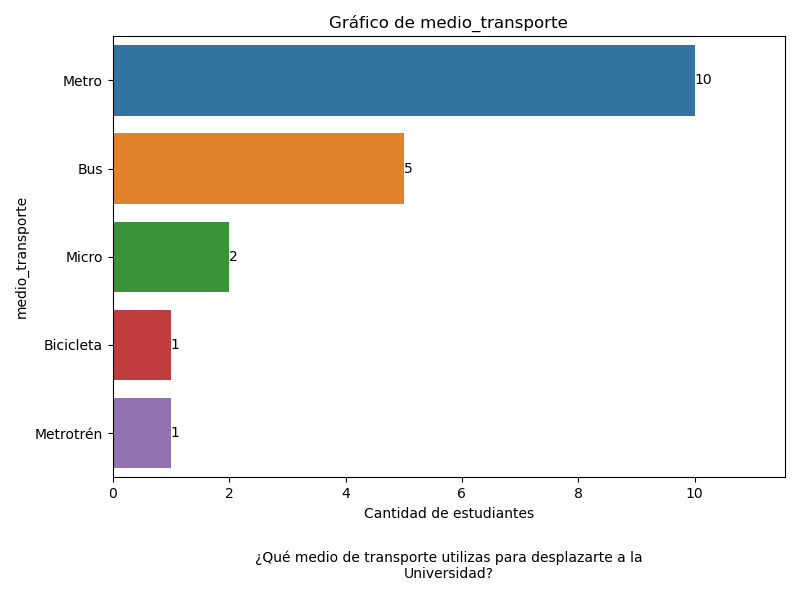 Gráfico de medio_transporte
medio_transporte
Metro
10
Bus
5
Micro
2
Bicicleta
1
Metrotrén
1
0
2
4
6
8
10
Cantidad de estudiantes
¿Qué medio de transporte utilizas para desplazarte a la
Universidad?